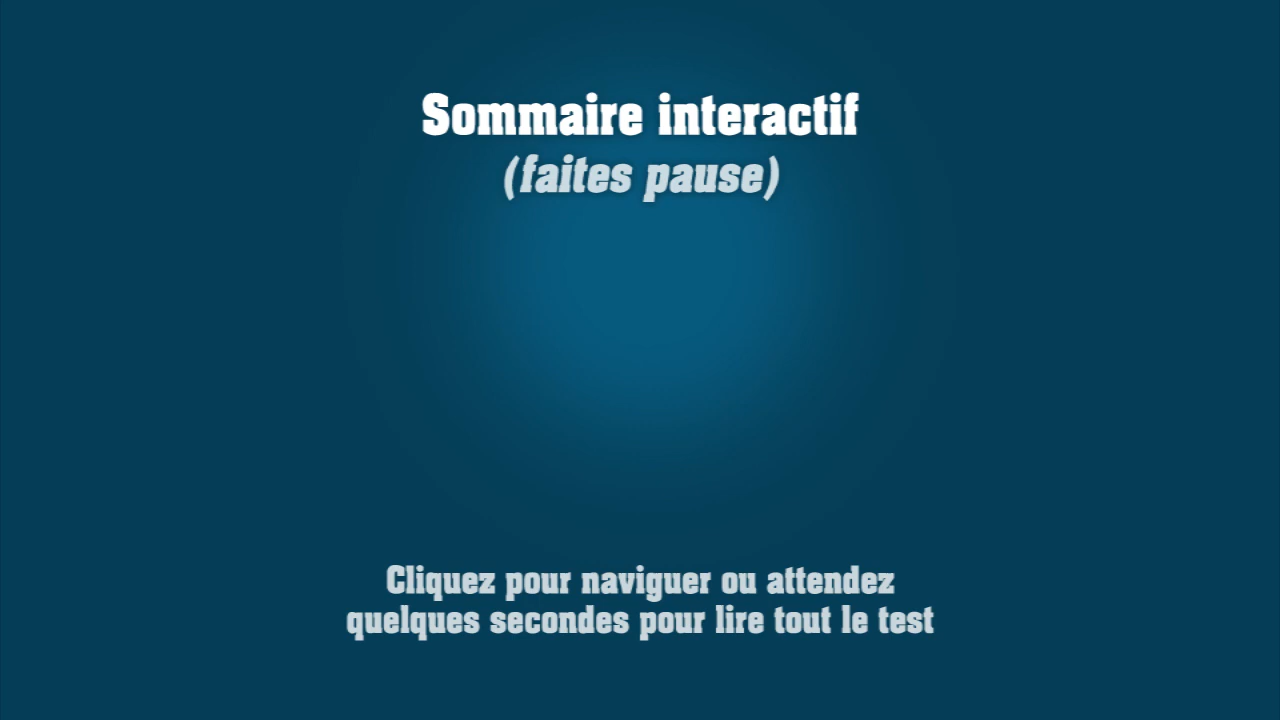 Sommaire interactif
(faites pause)
Cliquez pour naviguer ou attendez
quelques secondes pour lire tout le test